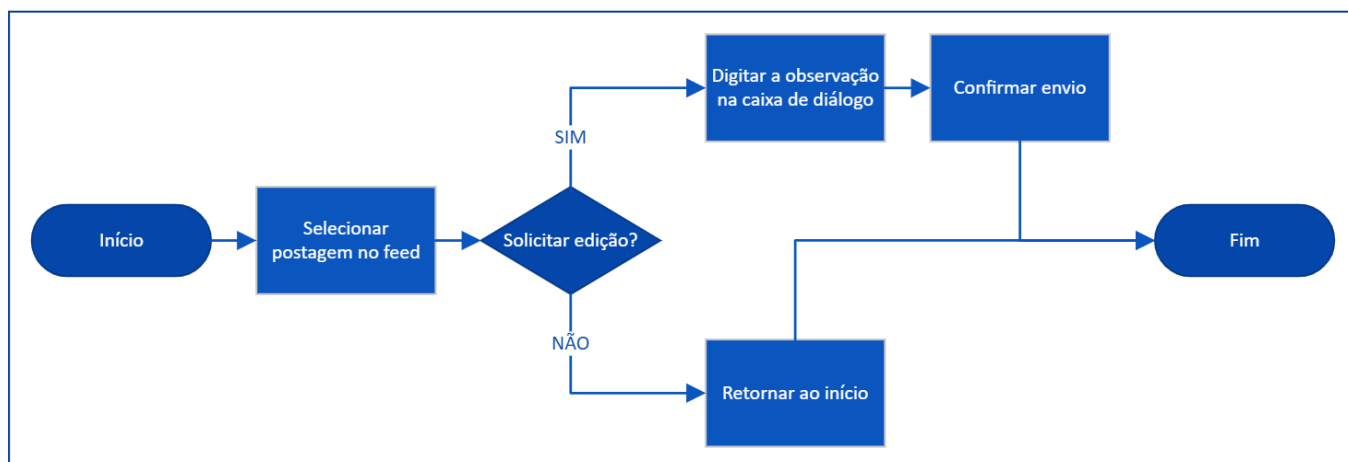 Início
Selecionar
postagem no feed
Solicitar edição?
SIM
Digitar a observação
na caixa de diálogo
Confirmar envio
NÃO
Retornar ao início
Fim